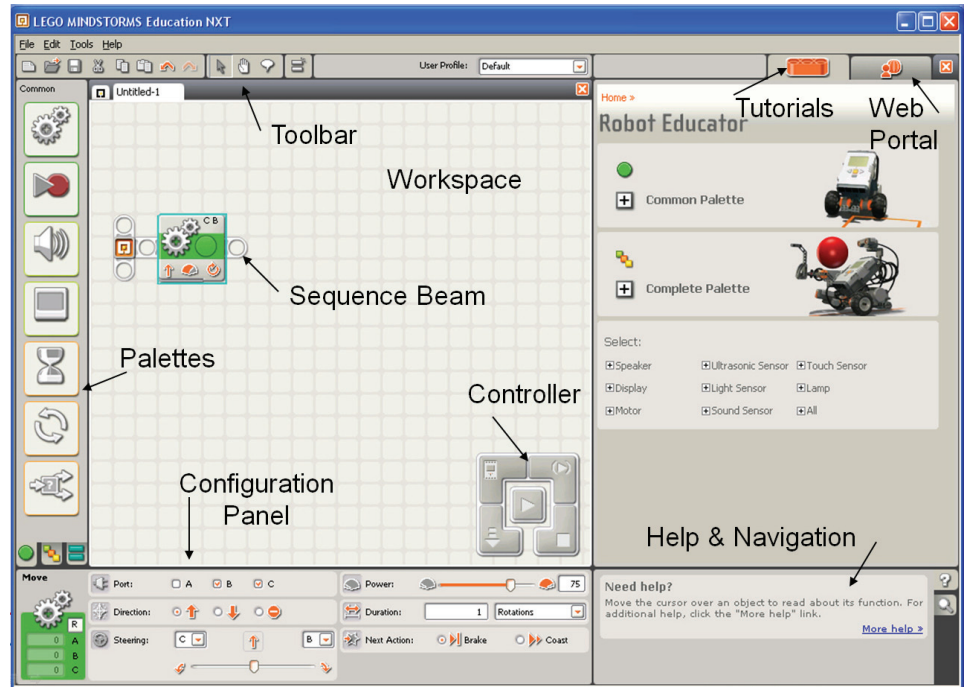 LEGO MINDSTORMS Education NXT
File Edit Tools Help
User Profile: Default
Common
Untitled-1
Toolbar
Workspace
C B
Sequence Beam
Palettes
Controller
Configuration
Panel
Tutorials
Web
Portal
Home »
Robot Educator
Common Palette
Complete Palette
Select:
Speaker Ultrasonic Sensor Touch Sensor
Display Light Sensor Lamp
Motor Sound Sensor All
Help & Navigation
Move
R
0 A
0 B
0 C
Port: A B C
Direction:
Steering: C B
Power: 75
Duration: 1 Rotations
Next Action: Brake Coast
Need help?
Move the cursor over an object to read about its function. For
additional help, click the "More help" link.
More help »
?